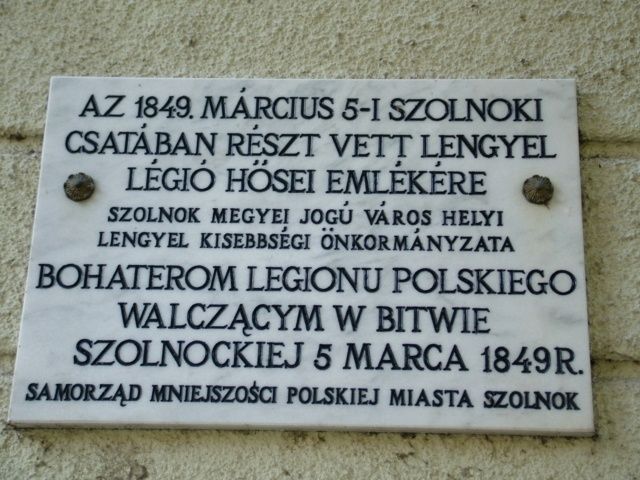 AZ 1849. MÁRCIUS 5-I SZOLNOKI
CSATÁBAN RÉSZT VETT LENGYEL
LÉGIÓ HŐSEI EMLÉKÉRE
SZOLNOK MEGYEI JOGÚ VÁROS HELYI
LENGYEL KISEBBSÉGI ÖNKORMÁNYZATA
BOHATEROM LEGIONU POLSKIEGO
WALCZĄCYM W BITWIE
SZOLNOCKIEJ 5 MARCA 1849R.
SAMORZĄD MNIEJSZOŚCI POLSKIEJ MIASTA SZOLNOK